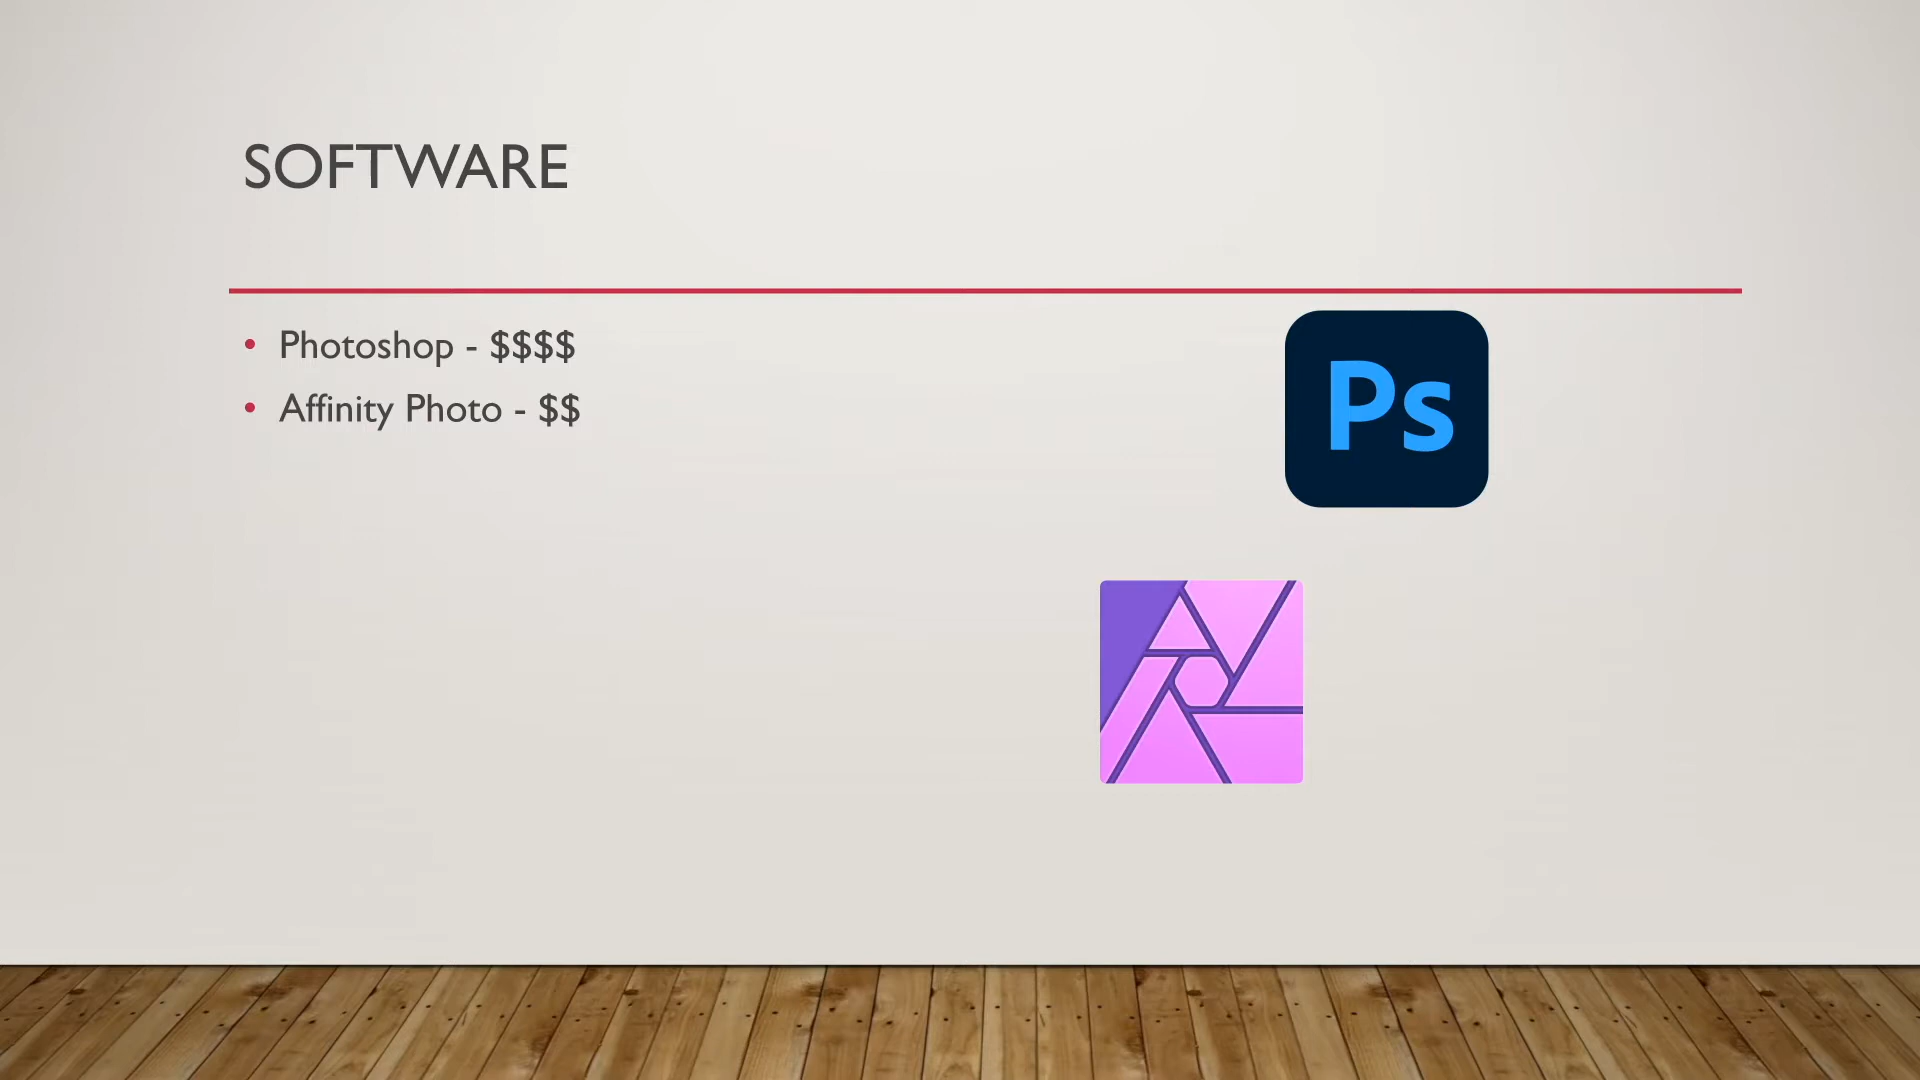 SOFTWARE
• Photoshop - $$$$
• Affinity Photo - $$
Ps